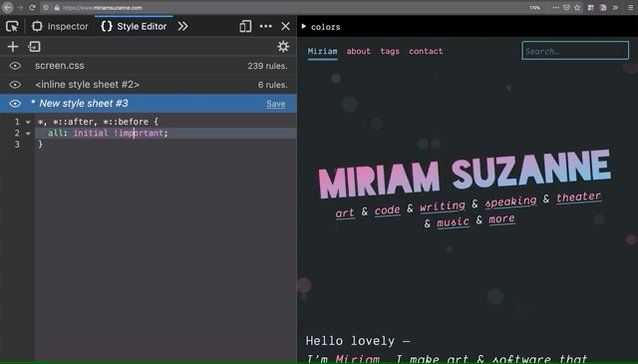 https://www.miriamsuzanne.com
170%
Inspector
{} Style Editor
screen.css
239 rules.
<inline style sheet #2>
6 rules.
* New style sheet #3
Save
1 *, *::after, *::before {
2 all: initial !important;
3 }
colors
Miriam about tags contact
Search…
MIRIAM SUZANNE
art & code & writing & speaking & theater
& music & more
Hello lovely —
I'm Miriam. I make art & software that